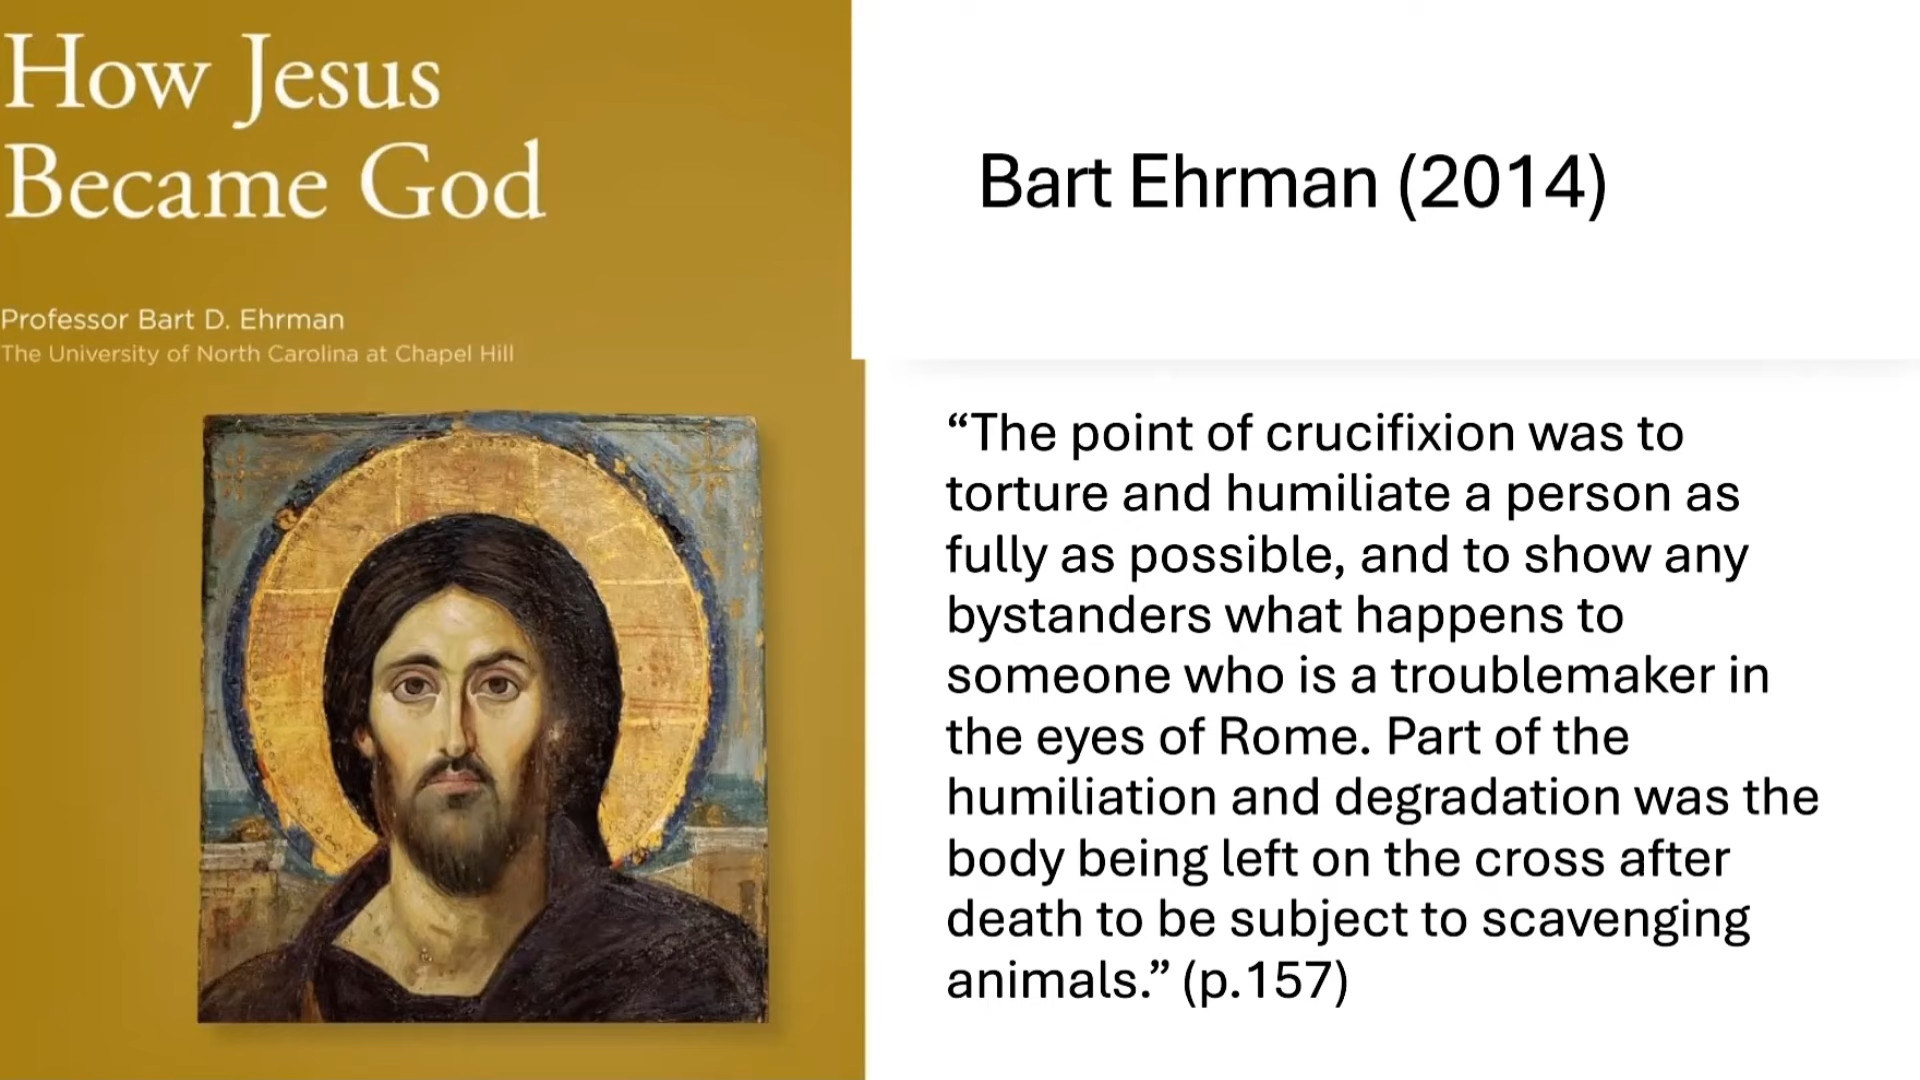 How Jesus
Became God
Professor Bart D. Ehrman
The University of North Carolina at Chapel Hill
Bart Ehrman (2014)
“The point of crucifixion was to
torture and humiliate a person as
fully as possible, and to show any
bystanders what happens to
someone who is a troublemaker in
the eyes of Rome. Part of the
humiliation and degradation was the
body being left on the cross after
death to be subject to scavenging
animals.” (p.157)